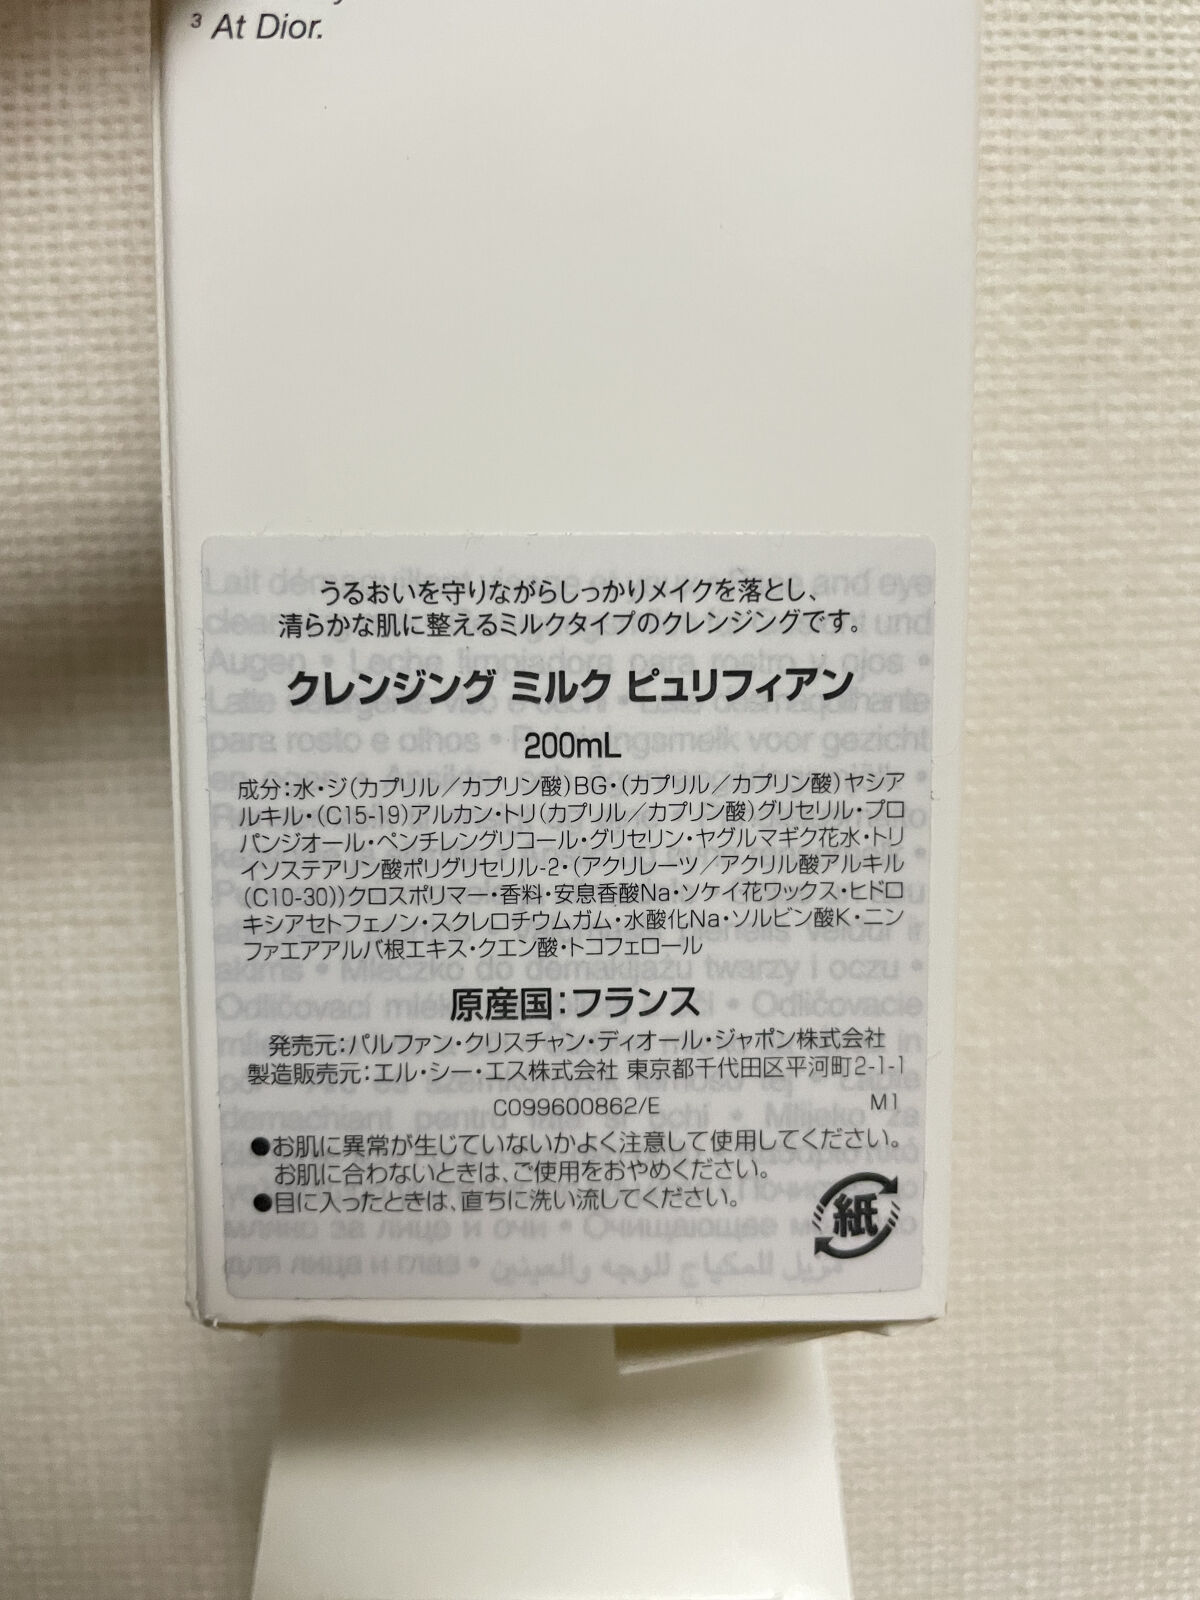 ³ At Dior.
うるおいを守りながらしっかりメイクを落とし、
清らかな肌に整えるミルクタイプのクレンジングです。
クレンジング ミルク ピュリフィアン
200mL
成分：水・ジ（カプリル／カプリン酸）BG・（カプリル／カプリン酸）ヤシア
ルキル・（C15-19）アルカン・トリ（カプリル／カプリン酸）グリセリル・プロ
パンジオール・ペンチレングリコール・グリセリン・ヤグルマギク花水・トリ
イソステアリン酸ポリグリセリル-2・（アクリレーツ／アクリル酸アルキル
（C10-30））クロスポリマー・香料・安息香酸Na・ソケイ花ワックス・ヒドロ
キシアセトフェノン・スクレロチウムガム・水酸化Na・ソルビン酸K・ニン
ファエアアルバ根エキス・クエン酸・トコフェロール
原産国：フランス
発売元：パルファン・クリスチャン・ディオール・ジャポン株式会社
製造販売元：エル・シー・エス株式会社 東京都千代田区平河町2-1-1
C099600862/E M1
●お肌に異常が生じていないかよく注意して使用してください。
お肌に合わないときは、ご使用をおやめください。
●目に入ったときは、直ちに洗い流してください。
紙